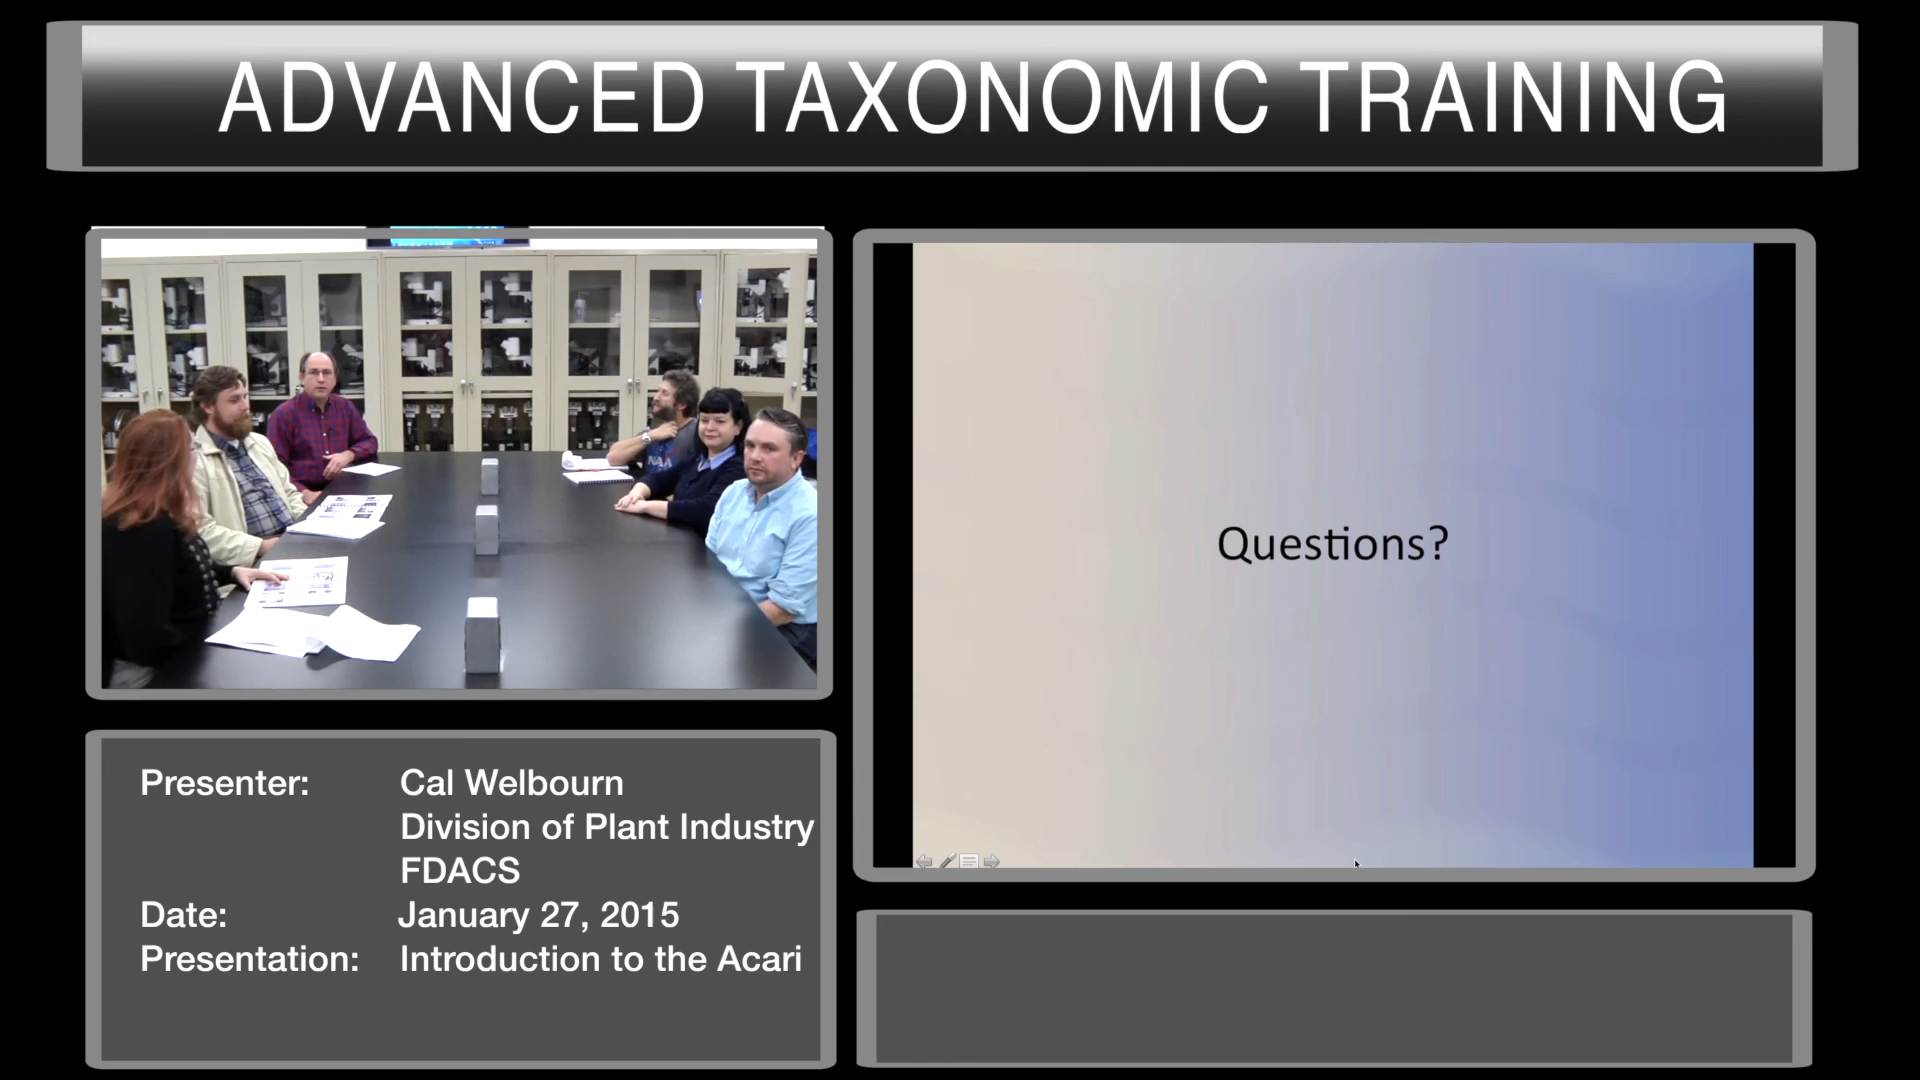 ADVANCED TAXONOMIC TRAINING
Questions?
Presenter: Cal Welbourn
Division of Plant Industry
FDACS
Date: January 27, 2015
Presentation: Introduction to the Acari